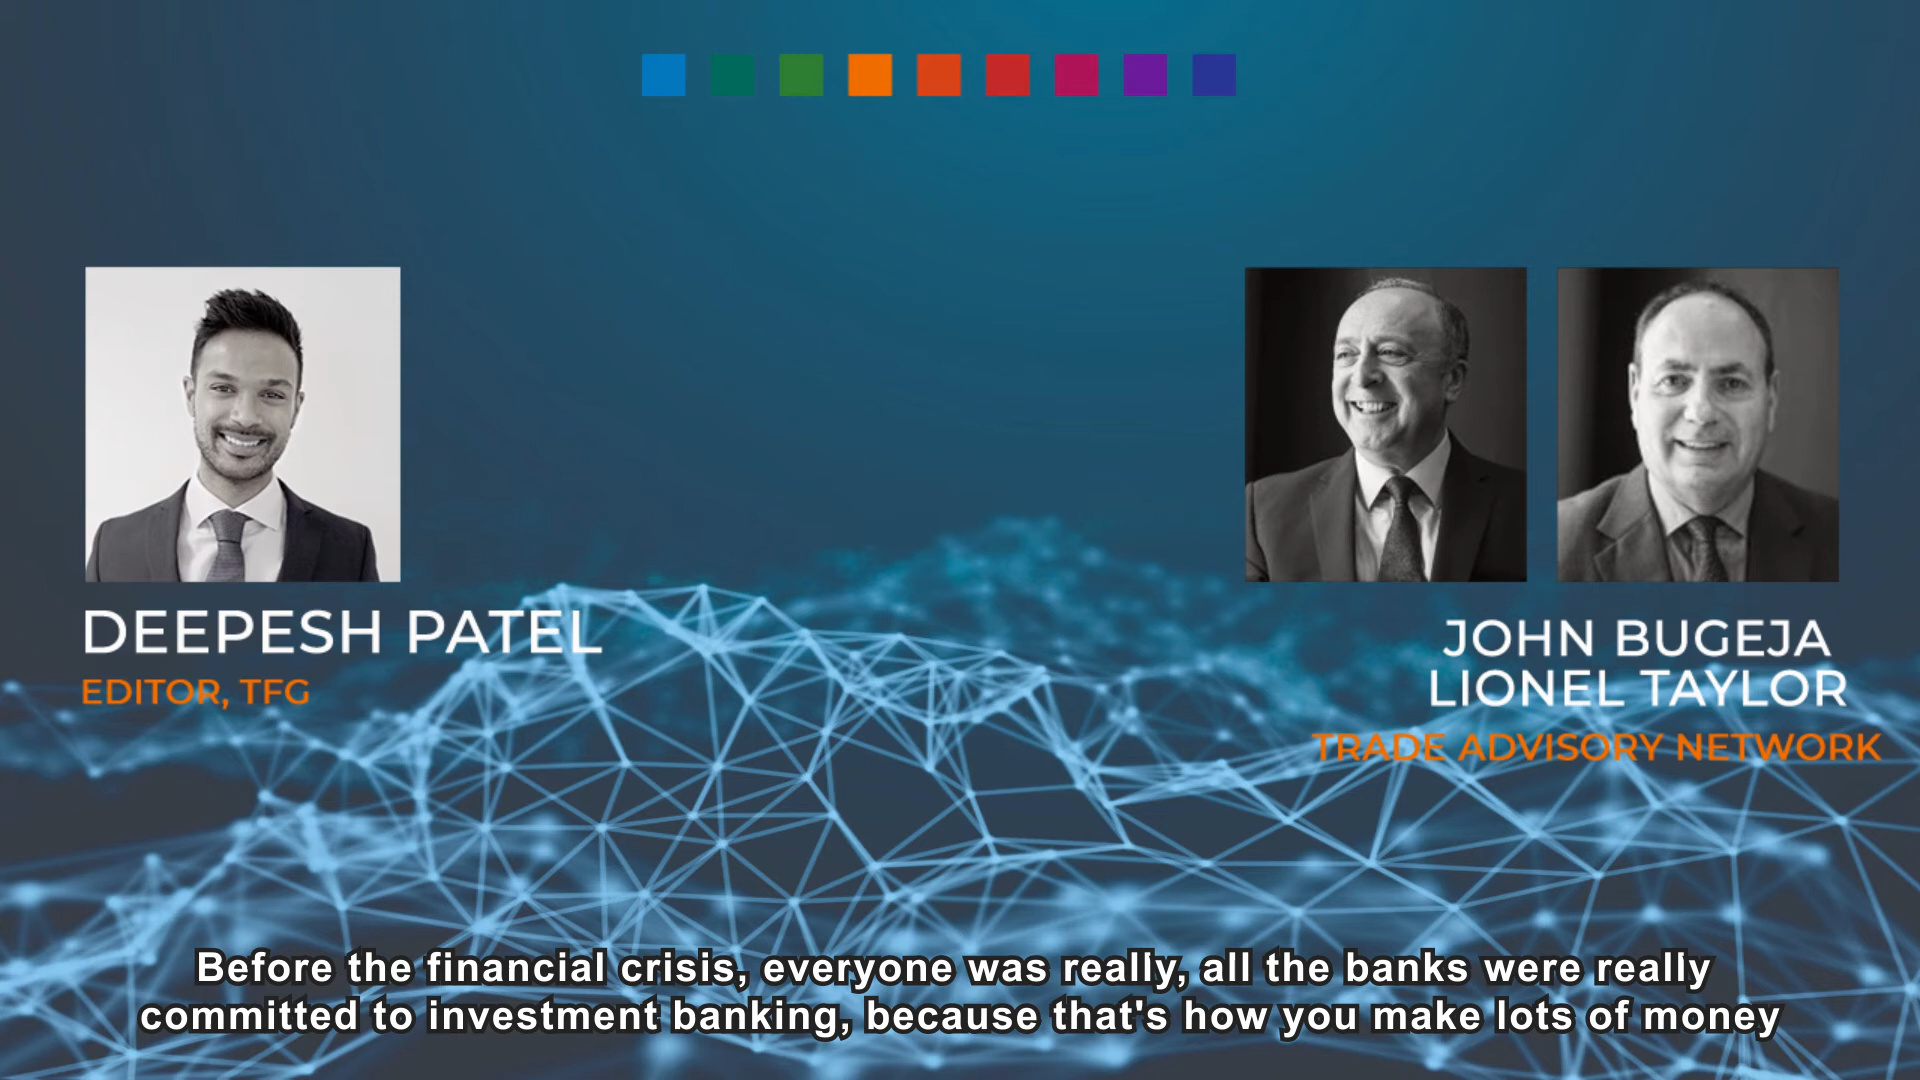 DEEPESH PATEL
EDITOR, TFG
JOHN BUGEJA
LIONEL TAYLOR
TRADE ADVISORY NETWORK
Before the financial crisis, everyone was really, all the banks were really
committed to investment banking, because that's how you make lots of money